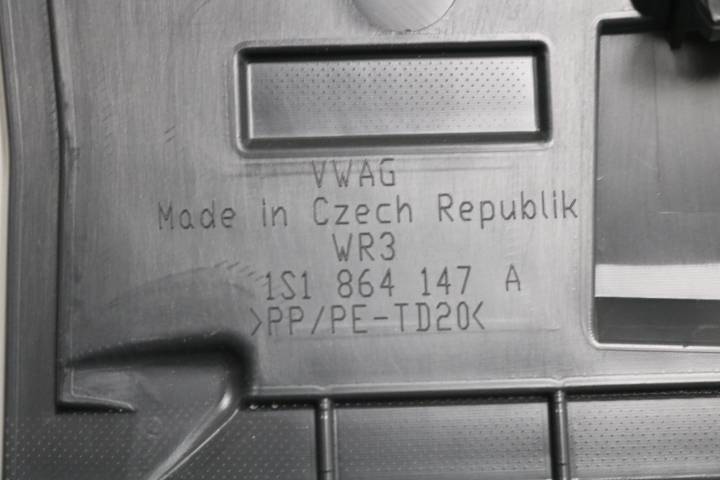 VWAG
Made in Czech Republik
WR3
1S1 864 147 A
>PP/PE-TD20<